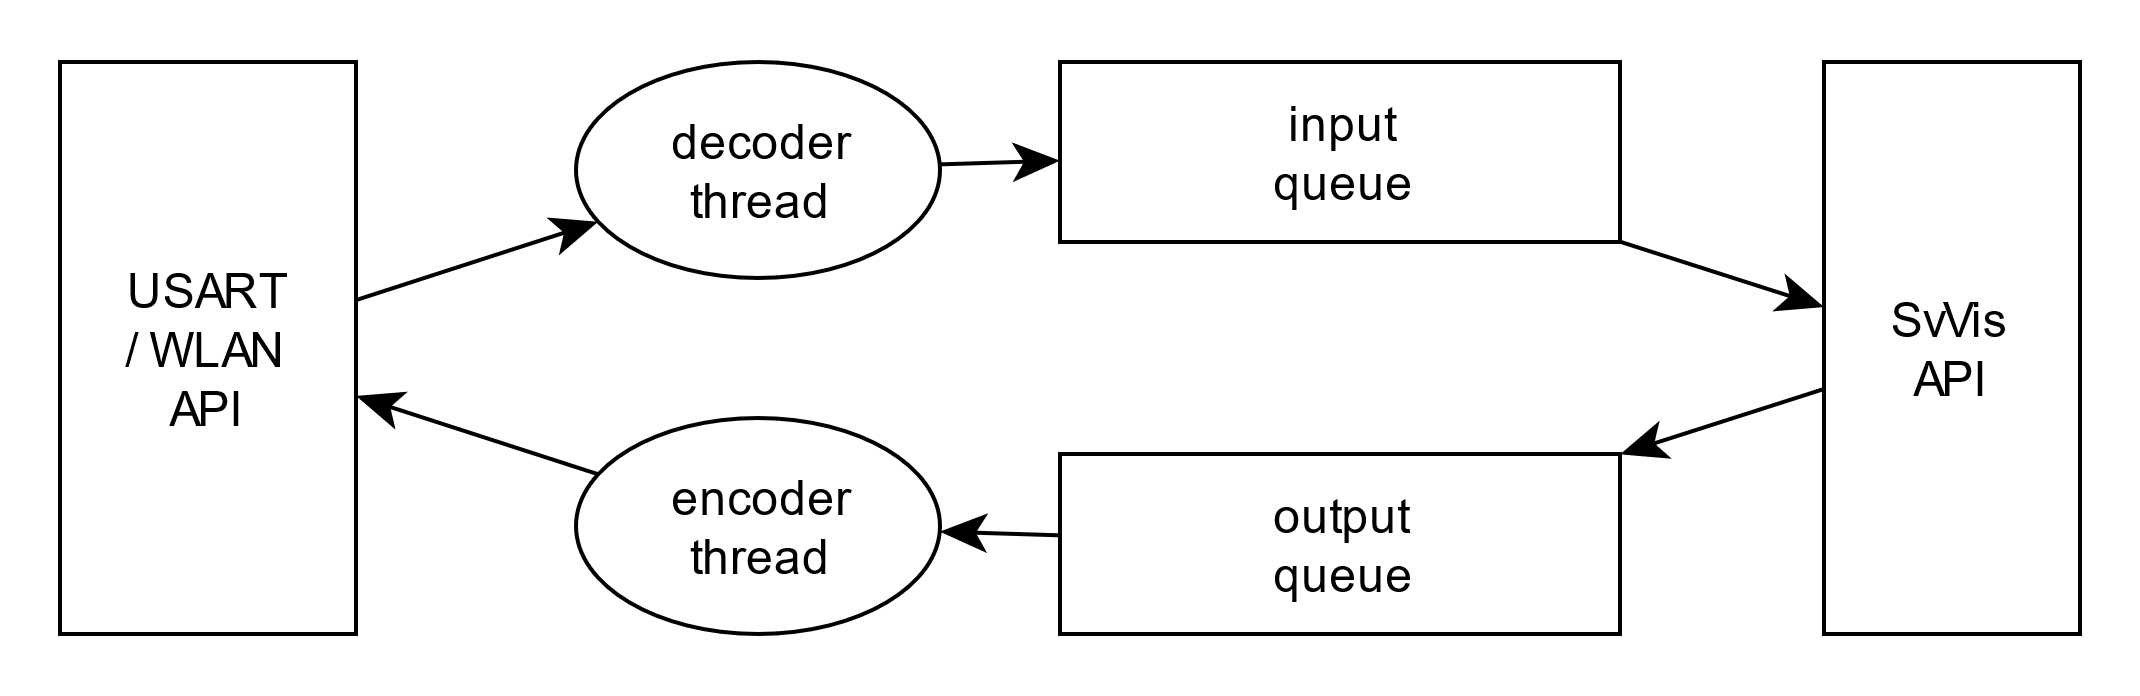 USART
/ WLAN
API
decoder
thread
input
queue
encoder
thread
output
queue
SvVis
API